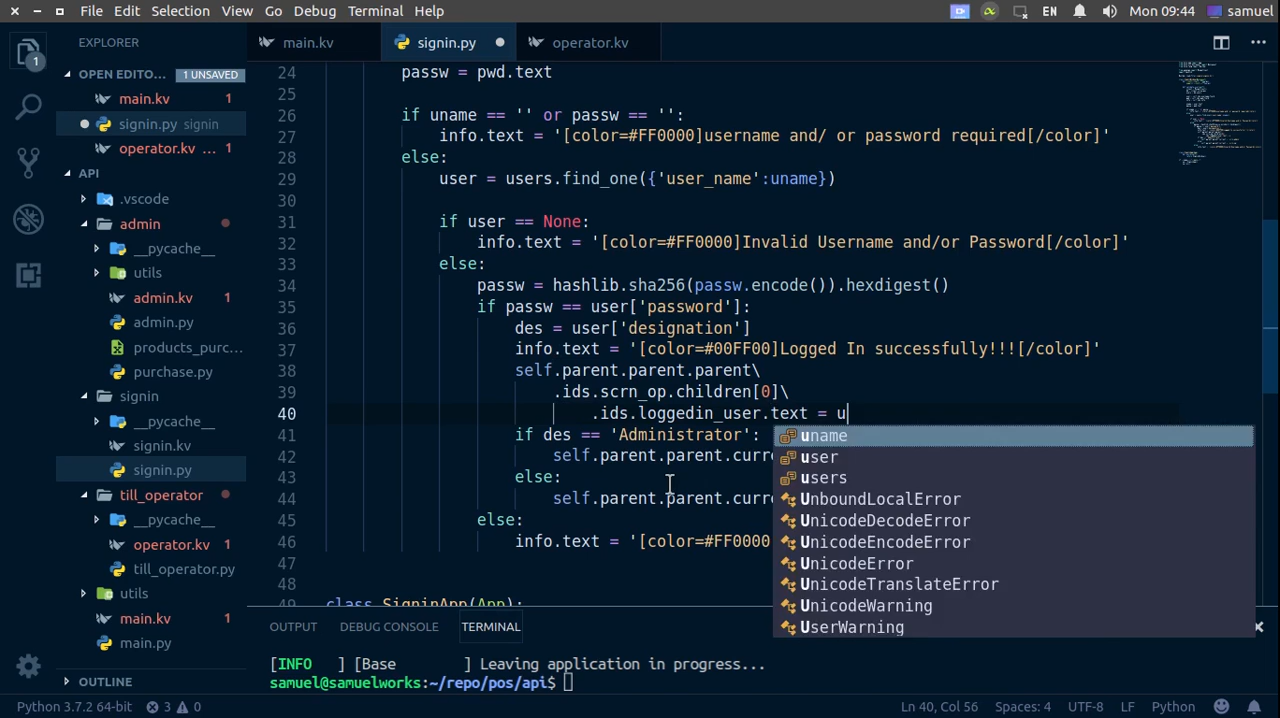 File Edit Selection View Go Debug Terminal Help EN Mon 09:44 samuel
EXPLORER main.kv signin.py operator.kv
OPEN EDITO... 1 UNSAVED
main.kv 1
signin.py signin
operator.kv ... 1
API
.vscode
admin
__pycache__
utils
admin.kv 1
admin.py
products_purc...
purchase.py
signin
__pycache__
signin.kv
signin.py
till_operator
__pycache__
operator.kv 1
till_operator.py
utils
main.kv 1
main.py
OUTLINE
24 passw = pwd.text
25
26 if uname == '' or passw == '':
27 info.text = '[color=#FF0000]username and/ or password required[/color]'
28 else:
29 user = users.find_one({'user_name':uname})
30
31 if user == None:
32 info.text = '[color=#FF0000]Invalid Username and/or Password[/color]'
33 else:
34 passw = hashlib.sha256(passw.encode()).hexdigest()
35 if passw == user['password']:
36 des = user['designation']
37 info.text = '[color=#00FF00]Logged In successfully!!![/color]'
38 self.parent.parent.parent\
39 .ids.scrn_op.children[0]\
40 .ids.loggedin_user.text = u
41 if des == 'Administrator':
42 self.parent.parent.curre
43 else:
44 self.parent.parent.curre
45 else:
46 info.text = '[color=#FF0000
47
48
49 class SigninApp(App):
uname
user
users
UnboundLocalError
UnicodeDecodeError
UnicodeEncodeError
UnicodeError
UnicodeTranslateError
UnicodeWarning
UserWarning
OUTPUT DEBUG CONSOLE TERMINAL
[INFO ] [Base ] Leaving application in progress...
samuel@samuelworks:~/repo/pos/api$
Python 3.7.2 64-bit 3 0 Ln 40, Col 56 Spaces: 4 UTF-8 LF Python